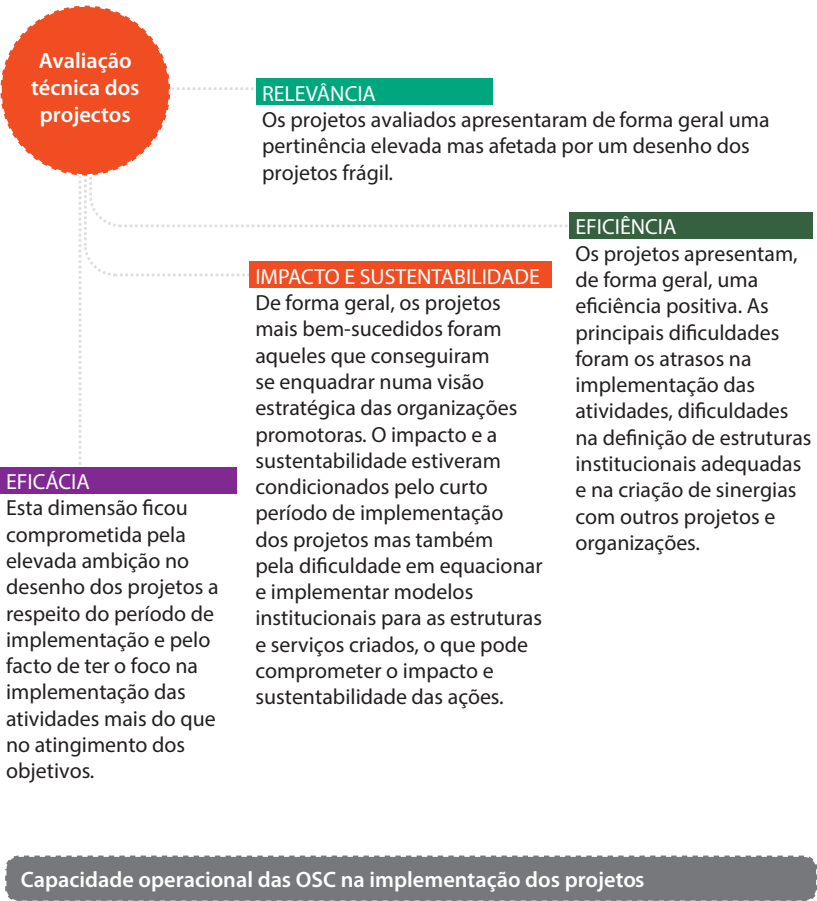 Avaliação
técnica dos
projectos
RELEVÂNCIA
Os projetos avaliados apresentaram de forma geral uma
pertinência elevada mas afetada por um desenho dos
projetos frágil.
EFICIÊNCIA
Os projetos apresentam,
de forma geral, uma
eficiência positiva. As
principais dificuldades
foram os atrasos na
implementação das
atividades, dificuldades
na definição de estruturas
institucionais adequadas
e na criação de sinergias
com outros projetos e
organizações.
IMPACTO E SUSTENTABILIDADE
De forma geral, os projetos
mais bem-sucedidos foram
aqueles que conseguiram
se enquadrar numa visão
estratégica das organizações
promotoras. O impacto e a
sustentabilidade estiveram
condicionados pelo curto
período de implementação
dos projetos mas também
pela dificuldade em equacionar
e implementar modelos
institucionais para as estruturas
e serviços criados, o que pode
comprometer o impacto e
sustentabilidade das ações.
EFICÁCIA
Esta dimensão ficou
comprometida pela
elevada ambição no
desenho dos projetos a
respeito do período de
implementação e pelo
facto de ter o foco na
implementação das
atividades mais do que
no atingimento dos
objetivos.
Capacidade operacional das OSC na implementação dos projetos